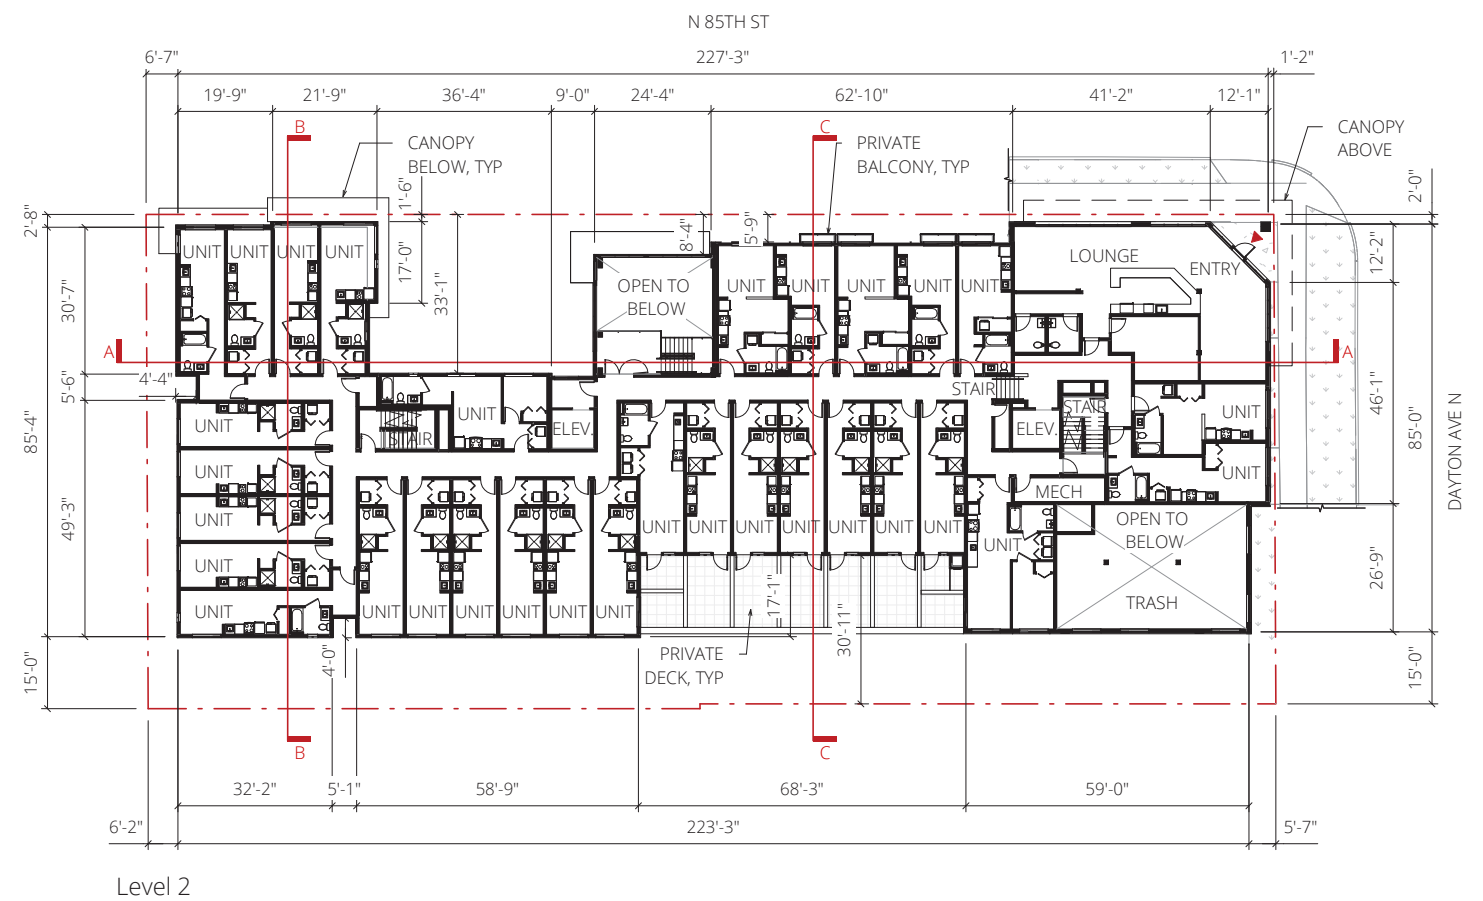 N 85TH ST
6'-7"
227'-3"
1'-2"
19'-9"
21'-9"
36'-4"
9'-0"
24'-4"
62'-10"
41'-2"
12'-1"
B
C
CANOPY
BELOW, TYP
PRIVATE
BALCONY, TYP
CANOPY
ABOVE
2'-8"
1'-6"
2'-0"
8'-4"
5'-9"
17'-0"
33'-1"
30'-7"
12'-2"
UNIT
UNIT
UNIT
UNIT
OPEN TO
BELOW
UNIT
UNIT
UNIT
UNIT
UNIT
LOUNGE
ENTRY
A
A
4'-4"
5'-6"
85'-4"
49'-3"
15'-0"
46'-1"
85'-0"
26'-9"
15'-0"
DAYTON AVE N
STAIR
STAIR
UNIT
UNIT
STAIR
ELEV.
ELEV.
UNIT
UNIT
UNIT
MECH
UNIT
UNIT
UNIT
UNIT
UNIT
UNIT
UNIT
UNIT
UNIT
UNIT
OPEN TO
BELOW
TRASH
UNIT
UNIT
UNIT
UNIT
UNIT
UNIT
UNIT
UNIT
17'-1"
30'-11"
4'-0"
PRIVATE
DECK, TYP
B
C
32'-2"
5'-1"
58'-9"
68'-3"
59'-0"
6'-2"
223'-3"
5'-7"
Level 2